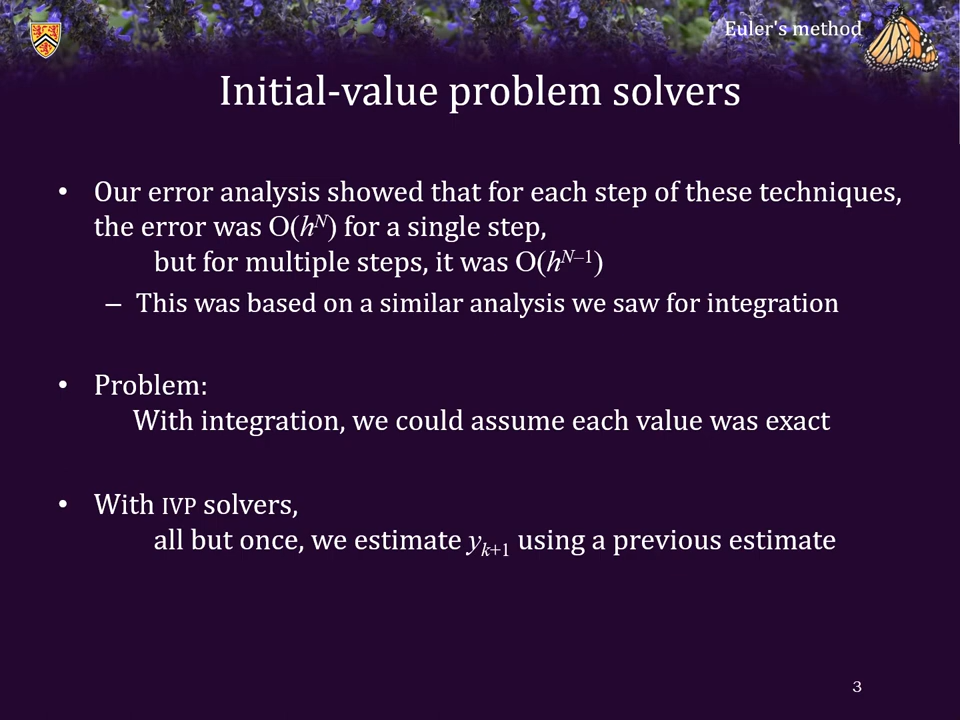 Euler's method
Initial-value problem solvers
• Our error analysis showed that for each step of these techniques,
the error was O(hᴺ) for a single step,
but for multiple steps, it was O(hᴺ⁻¹)
– This was based on a similar analysis we saw for integration
• Problem:
With integration, we could assume each value was exact
• With IVP solvers,
all but once, we estimate yₖ₊₁ using a previous estimate
3